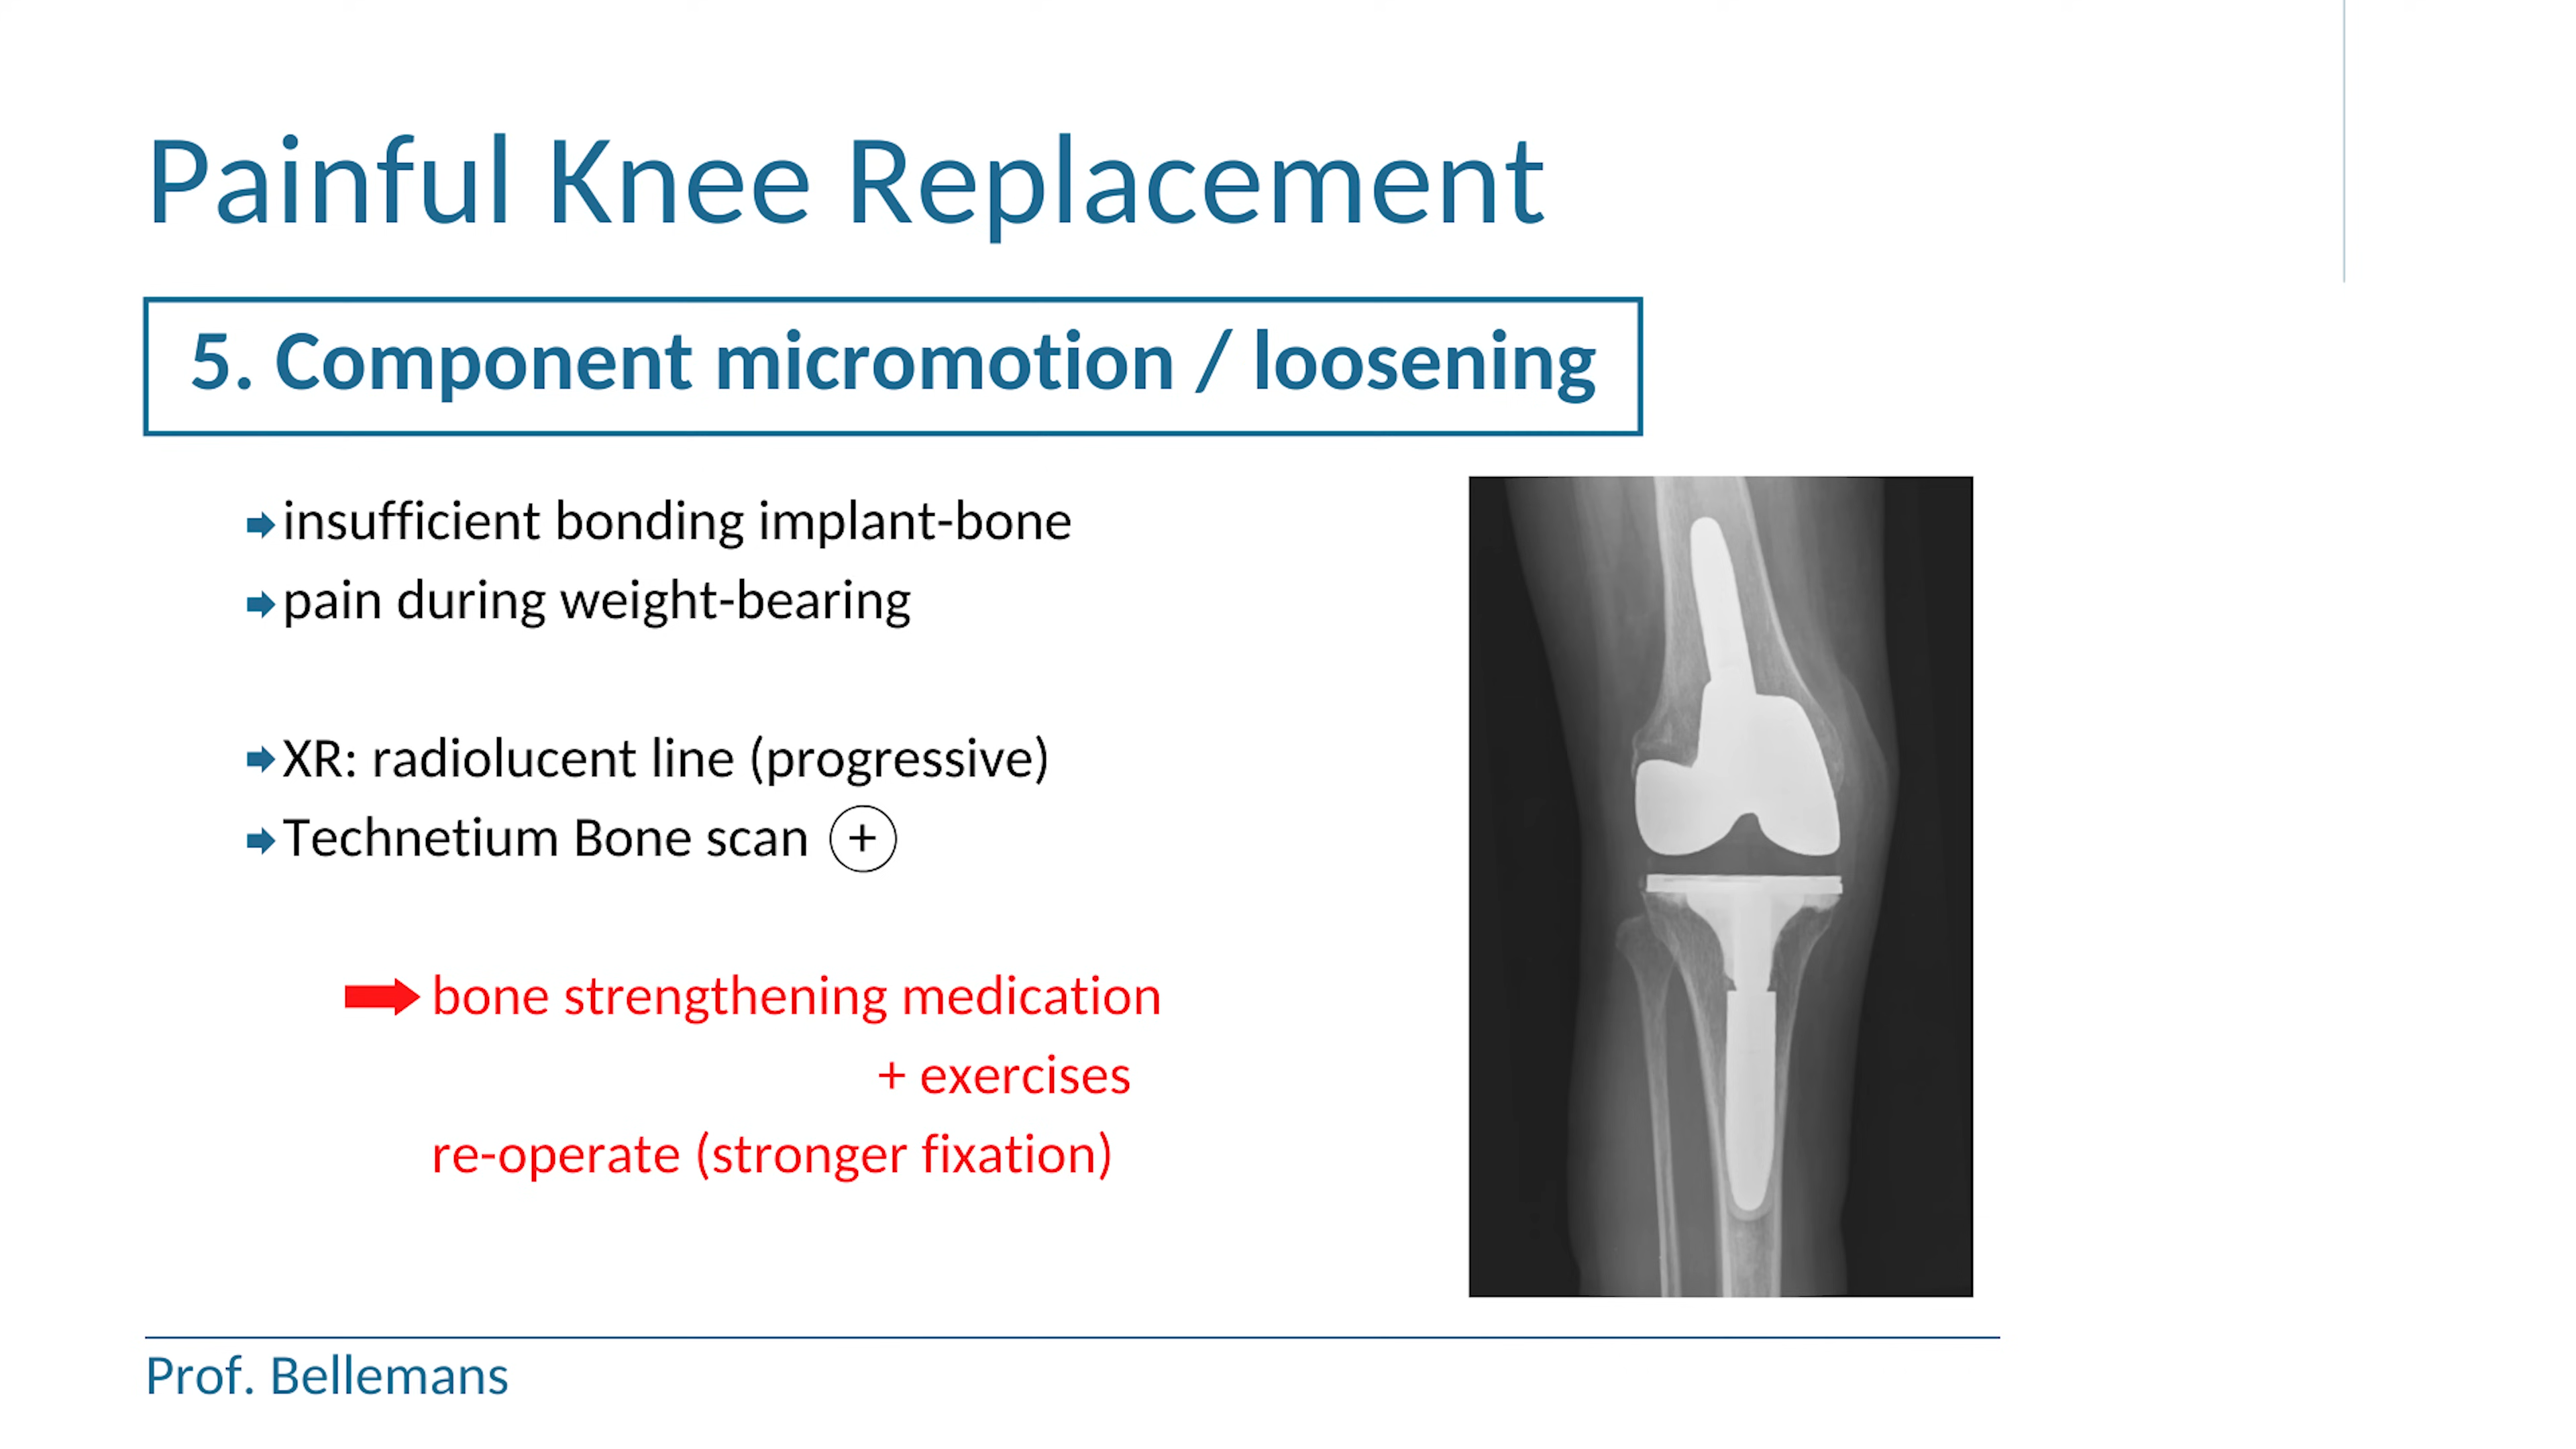 Painful Knee Replacement
5. Component micromotion / loosening
insufficient bonding implant-bone
pain during weight-bearing
XR: radiolucent line (progressive)
Technetium Bone scan +
bone strengthening medication
+ exercises
re-operate (stronger fixation)
Prof. Bellemans